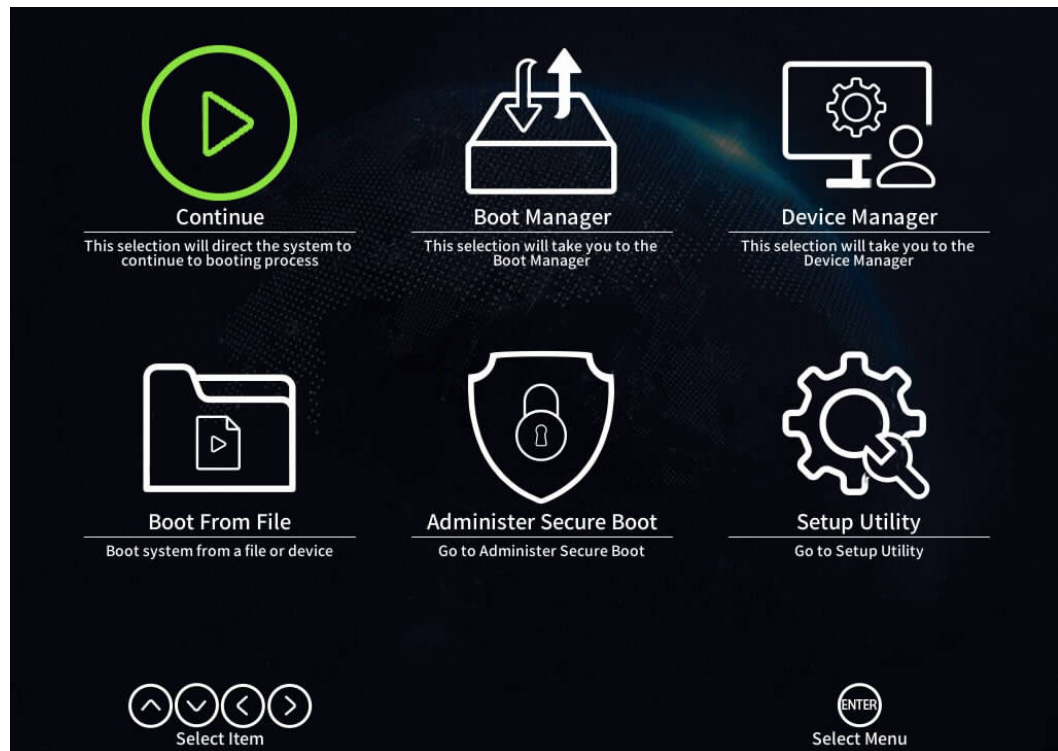 Continue
This selection will direct the system to
continue to booting process
Boot Manager
This selection will take you to the
Boot Manager
Device Manager
This selection will take you to the
Device Manager
Boot From File
Boot system from a file or device
Administer Secure Boot
Go to Administer Secure Boot
Setup Utility
Go to Setup Utility
Select Item
ENTER
Select Menu